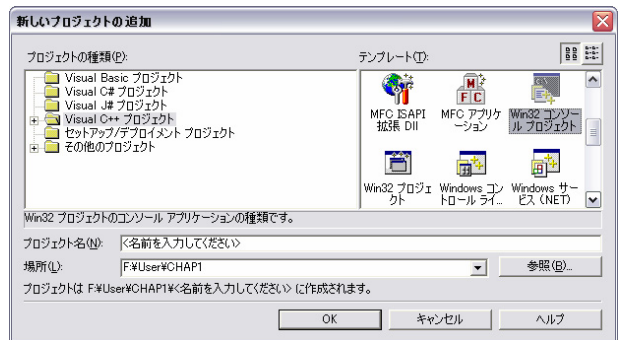 新しいプロジェクトの追加
プロジェクトの種類(P):
テンプレート(T):
Visual Basic プロジェクト
Visual C# プロジェクト
Visual J# プロジェクト
Visual C++ プロジェクト
セットアップ/デプロイメント プロジェクト
その他のプロジェクト
MFC ISAPI
拡張 Dll
MFC アプリケ
ーション
Win32 コンソー
ル プロジェクト
Win32 プロジェ
クト
Windows コン
トロール ライ...
Windows サー
ビス (.NET)
Win32 プロジェクトのコンソール アプリケーションの種類です。
プロジェクト名(N):
<名前を入力してください>
場所(L):
F:¥User¥CHAP1
参照(B)...
プロジェクトは F:¥User¥CHAP1¥<名前を入力してください> に作成されます。
OK
キャンセル
ヘルプ